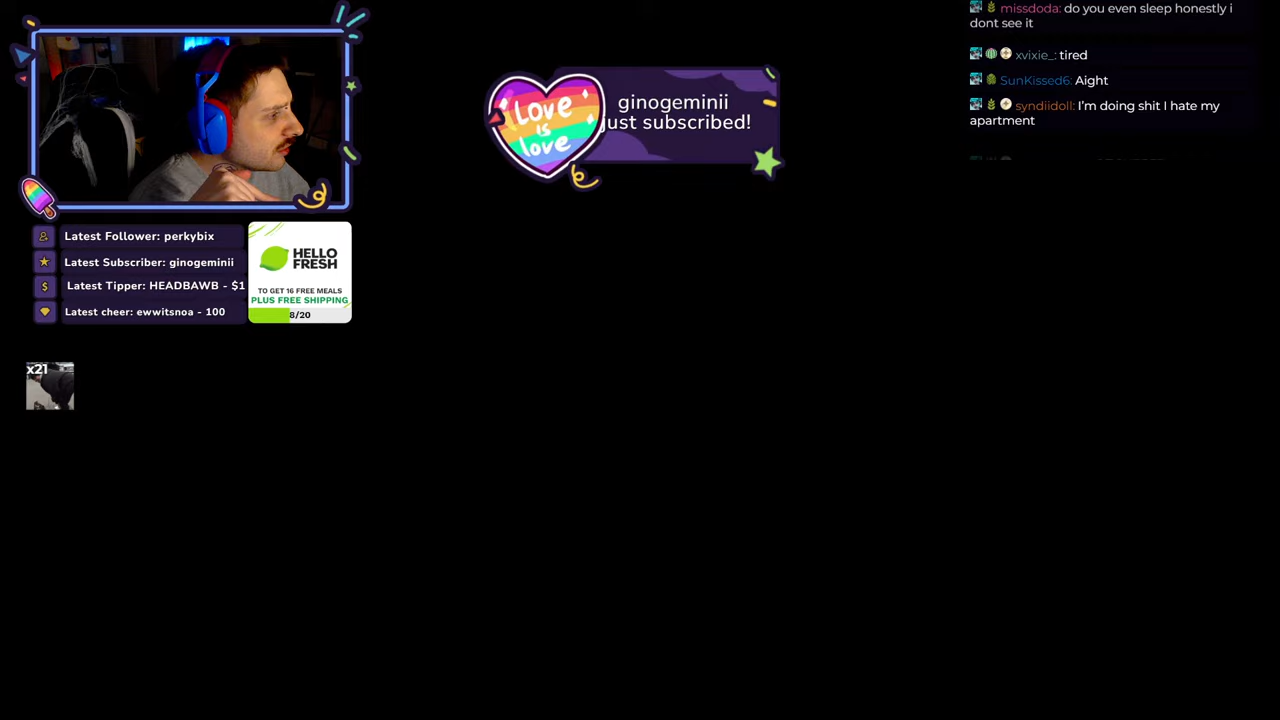 missdoda: do you even sleep honestly i
dont see it
xvixie_: tired
SunKissed6: Aight
syndiidoll: I'm doing shit I hate my
apartment
Love
is
love
ginogeminii
just subscribed!
Latest Follower: perkybix
Latest Subscriber: ginogeminii
Latest Tipper: HEADBAWB - $1
Latest cheer: ewwitsnoa - 100
HELLO
FRESH
TO GET 16 FREE MEALS
PLUS FREE SHIPPING
8/20
x21